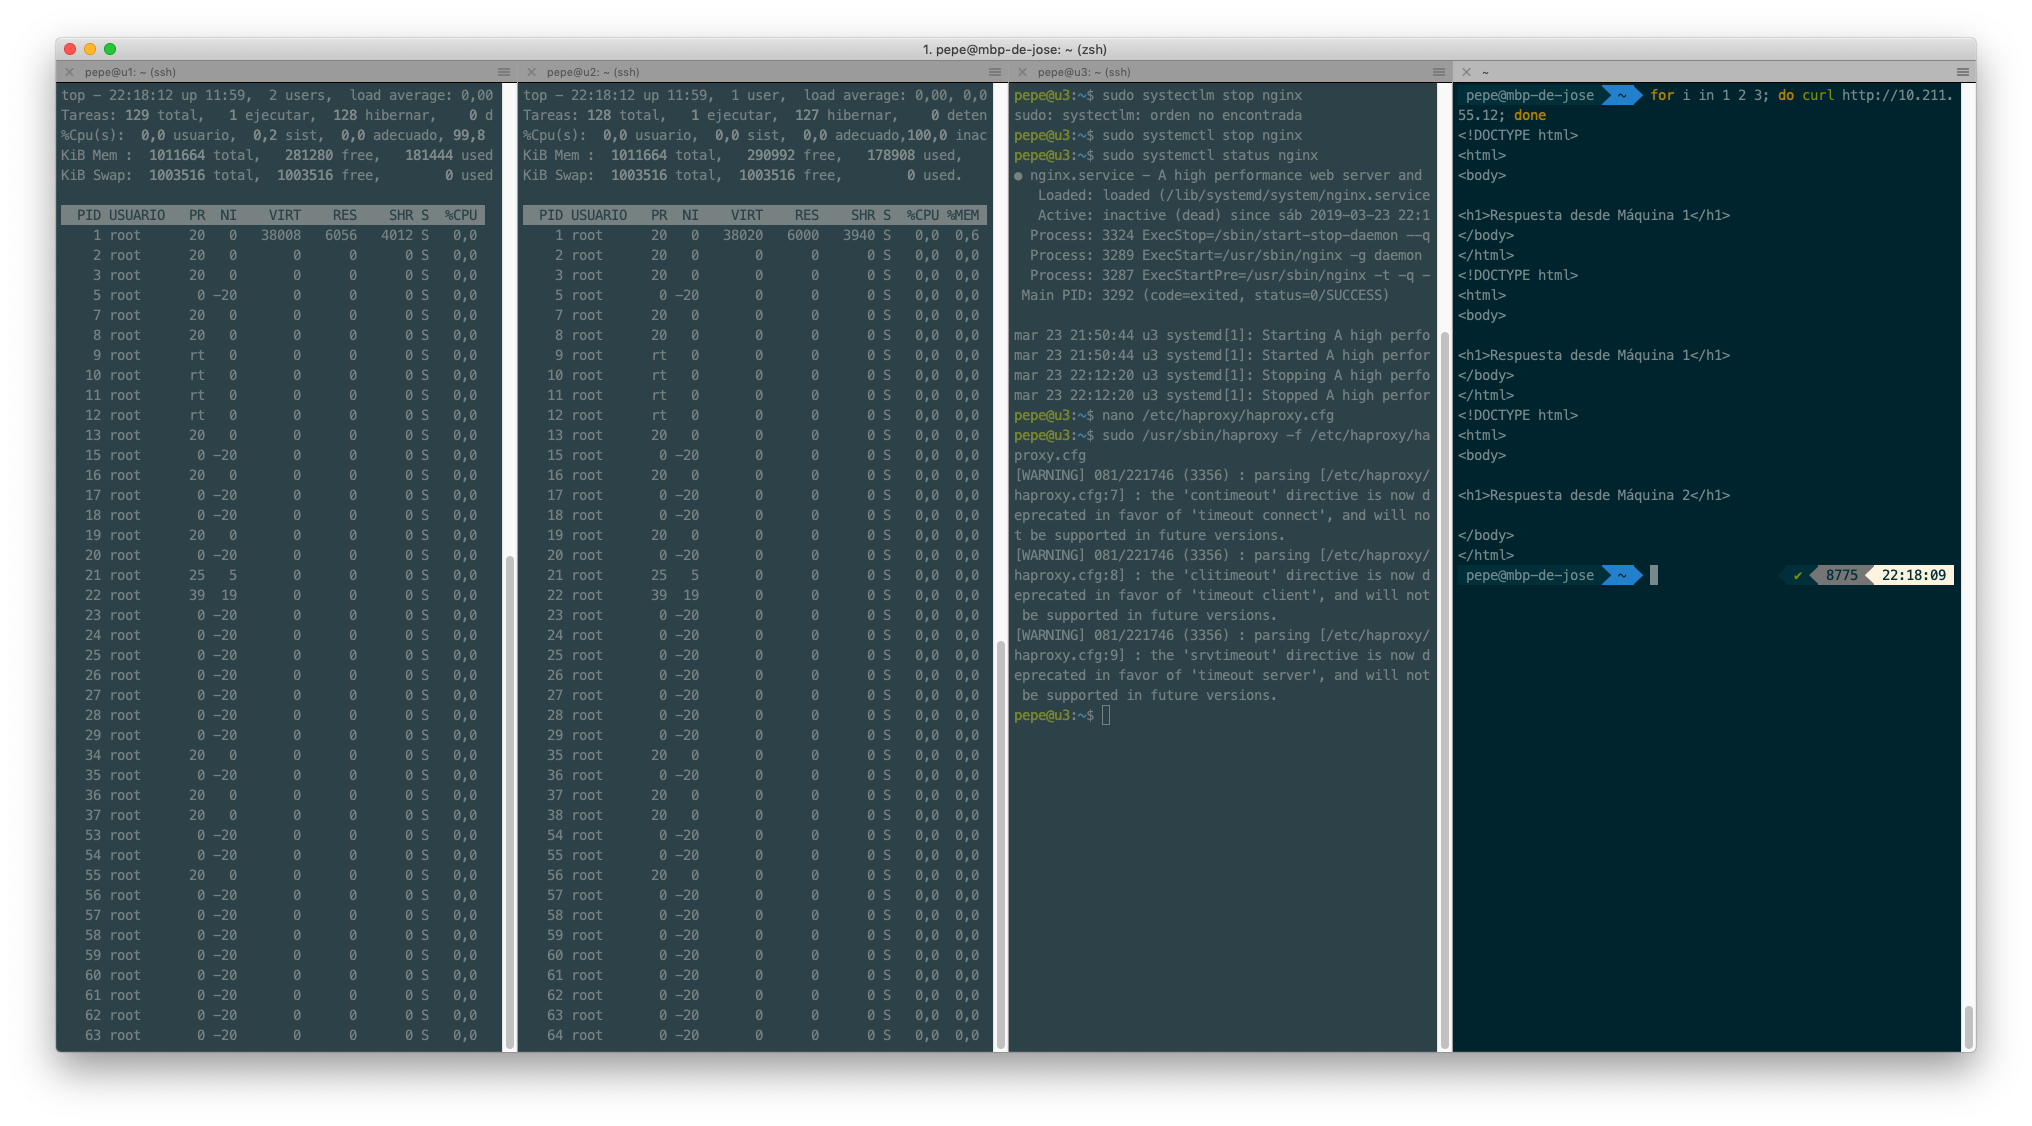 1. pepe@mbp-de-jose: ~ (zsh)
pepe@u1: ~ (ssh)
top - 22:18:12 up 11:59,  2 users,  load average: 0,00
Tareas: 129 total,   1 ejecutar,  128 hibernar,    0 d
%Cpu(s):  0,0 usuario,  0,2 sist,  0,0 adecuado, 99,8
KiB Mem :  1011664 total,   281280 free,   181444 used
KiB Swap:  1003516 total,  1003516 free,        0 used
PID USUARIO   PR  NI    VIRT    RES    SHR S  %CPU
1 root      20   0   38008   6056   4012 S   0,0
2 root      20   0       0      0      0 S   0,0
3 root      20   0       0      0      0 S   0,0
5 root       0 -20       0      0      0 S   0,0
7 root      20   0       0      0      0 S   0,0
8 root      20   0       0      0      0 S   0,0
9 root      rt   0       0      0      0 S   0,0
10 root      rt   0       0      0      0 S   0,0
11 root      rt   0       0      0      0 S   0,0
12 root      rt   0       0      0      0 S   0,0
13 root      20   0       0      0      0 S   0,0
15 root       0 -20       0      0      0 S   0,0
16 root      20   0       0      0      0 S   0,0
17 root       0 -20       0      0      0 S   0,0
18 root       0 -20       0      0      0 S   0,0
19 root      20   0       0      0      0 S   0,0
20 root       0 -20       0      0      0 S   0,0
21 root      25   5       0      0      0 S   0,0
22 root      39  19       0      0      0 S   0,0
23 root       0 -20       0      0      0 S   0,0
24 root       0 -20       0      0      0 S   0,0
25 root       0 -20       0      0      0 S   0,0
26 root       0 -20       0      0      0 S   0,0
27 root       0 -20       0      0      0 S   0,0
28 root       0 -20       0      0      0 S   0,0
29 root       0 -20       0      0      0 S   0,0
34 root      20   0       0      0      0 S   0,0
35 root       0 -20       0      0      0 S   0,0
36 root      20   0       0      0      0 S   0,0
37 root      20   0       0      0      0 S   0,0
53 root       0 -20       0      0      0 S   0,0
54 root       0 -20       0      0      0 S   0,0
55 root      20   0       0      0      0 S   0,0
56 root       0 -20       0      0      0 S   0,0
57 root       0 -20       0      0      0 S   0,0
58 root       0 -20       0      0      0 S   0,0
59 root       0 -20       0      0      0 S   0,0
60 root       0 -20       0      0      0 S   0,0
61 root       0 -20       0      0      0 S   0,0
62 root       0 -20       0      0      0 S   0,0
63 root       0 -20       0      0      0 S   0,0
pepe@u2: ~ (ssh)
top - 22:18:12 up 11:59,  1 user,  load average: 0,00, 0,0
Tareas: 128 total,   1 ejecutar,  127 hibernar,    0 deten
%Cpu(s):  0,0 usuario,  0,0 sist,  0,0 adecuado,100,0 inac
KiB Mem :  1011664 total,   290992 free,   178908 used,
KiB Swap:  1003516 total,  1003516 free,        0 used.
PID USUARIO   PR  NI    VIRT    RES    SHR S  %CPU %MEM
1 root      20   0   38020   6000   3940 S   0,0  0,6
2 root      20   0       0      0      0 S   0,0  0,0
3 root      20   0       0      0      0 S   0,0  0,0
5 root       0 -20       0      0      0 S   0,0  0,0
7 root      20   0       0      0      0 S   0,0  0,0
8 root      20   0       0      0      0 S   0,0  0,0
9 root      rt   0       0      0      0 S   0,0  0,0
10 root      rt   0       0      0      0 S   0,0  0,0
11 root      rt   0       0      0      0 S   0,0  0,0
12 root      rt   0       0      0      0 S   0,0  0,0
13 root      20   0       0      0      0 S   0,0  0,0
15 root       0 -20       0      0      0 S   0,0  0,0
16 root      20   0       0      0      0 S   0,0  0,0
17 root       0 -20       0      0      0 S   0,0  0,0
18 root       0 -20       0      0      0 S   0,0  0,0
19 root      20   0       0      0      0 S   0,0  0,0
20 root       0 -20       0      0      0 S   0,0  0,0
21 root      25   5       0      0      0 S   0,0  0,0
22 root      39  19       0      0      0 S   0,0  0,0
23 root       0 -20       0      0      0 S   0,0  0,0
24 root       0 -20       0      0      0 S   0,0  0,0
25 root       0 -20       0      0      0 S   0,0  0,0
26 root       0 -20       0      0      0 S   0,0  0,0
27 root       0 -20       0      0      0 S   0,0  0,0
28 root       0 -20       0      0      0 S   0,0  0,0
29 root       0 -20       0      0      0 S   0,0  0,0
35 root      20   0       0      0      0 S   0,0  0,0
36 root       0 -20       0      0      0 S   0,0  0,0
37 root      20   0       0      0      0 S   0,0  0,0
38 root      20   0       0      0      0 S   0,0  0,0
54 root       0 -20       0      0      0 S   0,0  0,0
55 root       0 -20       0      0      0 S   0,0  0,0
56 root      20   0       0      0      0 S   0,0  0,0
57 root       0 -20       0      0      0 S   0,0  0,0
58 root       0 -20       0      0      0 S   0,0  0,0
59 root       0 -20       0      0      0 S   0,0  0,0
60 root       0 -20       0      0      0 S   0,0  0,0
61 root       0 -20       0      0      0 S   0,0  0,0
62 root       0 -20       0      0      0 S   0,0  0,0
63 root       0 -20       0      0      0 S   0,0  0,0
64 root       0 -20       0      0      0 S   0,0  0,0
pepe@u3: ~ (ssh)
pepe@u3:~$ sudo systectlm stop nginx
sudo: systectlm: orden no encontrada
pepe@u3:~$ sudo systemctl stop nginx
pepe@u3:~$ sudo systemctl status nginx
● nginx.service - A high performance web server and
Loaded: loaded (/lib/systemd/system/nginx.service
Active: inactive (dead) since sáb 2019-03-23 22:1
Process: 3324 ExecStop=/sbin/start-stop-daemon --q
Process: 3289 ExecStart=/usr/sbin/nginx -g daemon
Process: 3287 ExecStartPre=/usr/sbin/nginx -t -q -
Main PID: 3292 (code=exited, status=0/SUCCESS)
mar 23 21:50:44 u3 systemd[1]: Starting A high perfo
mar 23 21:50:44 u3 systemd[1]: Started A high perfor
mar 23 22:12:20 u3 systemd[1]: Stopping A high perfo
mar 23 22:12:20 u3 systemd[1]: Stopped A high perfor
pepe@u3:~$ nano /etc/haproxy/haproxy.cfg
pepe@u3:~$ sudo /usr/sbin/haproxy -f /etc/haproxy/ha
proxy.cfg
[WARNING] 081/221746 (3356) : parsing [/etc/haproxy/
haproxy.cfg:7] : the 'contimeout' directive is now d
eprecated in favor of 'timeout connect', and will no
t be supported in future versions.
[WARNING] 081/221746 (3356) : parsing [/etc/haproxy/
haproxy.cfg:8] : the 'clitimeout' directive is now d
eprecated in favor of 'timeout client', and will not
be supported in future versions.
[WARNING] 081/221746 (3356) : parsing [/etc/haproxy/
haproxy.cfg:9] : the 'srvtimeout' directive is now d
eprecated in favor of 'timeout server', and will not
be supported in future versions.
pepe@u3:~$
~
pepe@mbp-de-jose ~ for i in 1 2 3; do curl http://10.211.
55.12; done
<!DOCTYPE html>
<html>
<body>
<h1>Respuesta desde Máquina 1</h1>
</body>
</html>
<!DOCTYPE html>
<html>
<body>
<h1>Respuesta desde Máquina 1</h1>
</body>
</html>
<!DOCTYPE html>
<html>
<body>
<h1>Respuesta desde Máquina 2</h1>
</body>
</html>
pepe@mbp-de-jose ~ ✔ 8775 22:18:09